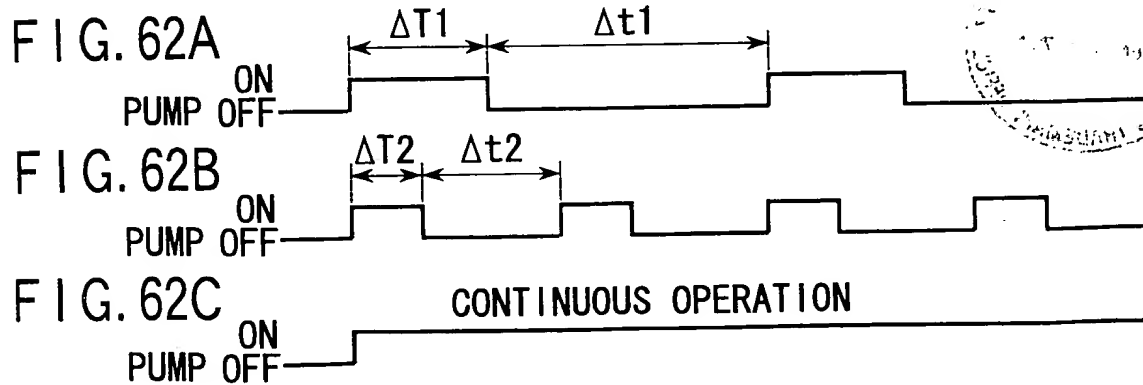 FIG. 62A
ΔT1 Δt1
ON
PUMP OFF
FIG. 62B
ΔT2 Δt2
ON
PUMP OFF
FIG. 62C
CONTINUOUS OPERATION
ON
PUMP OFF